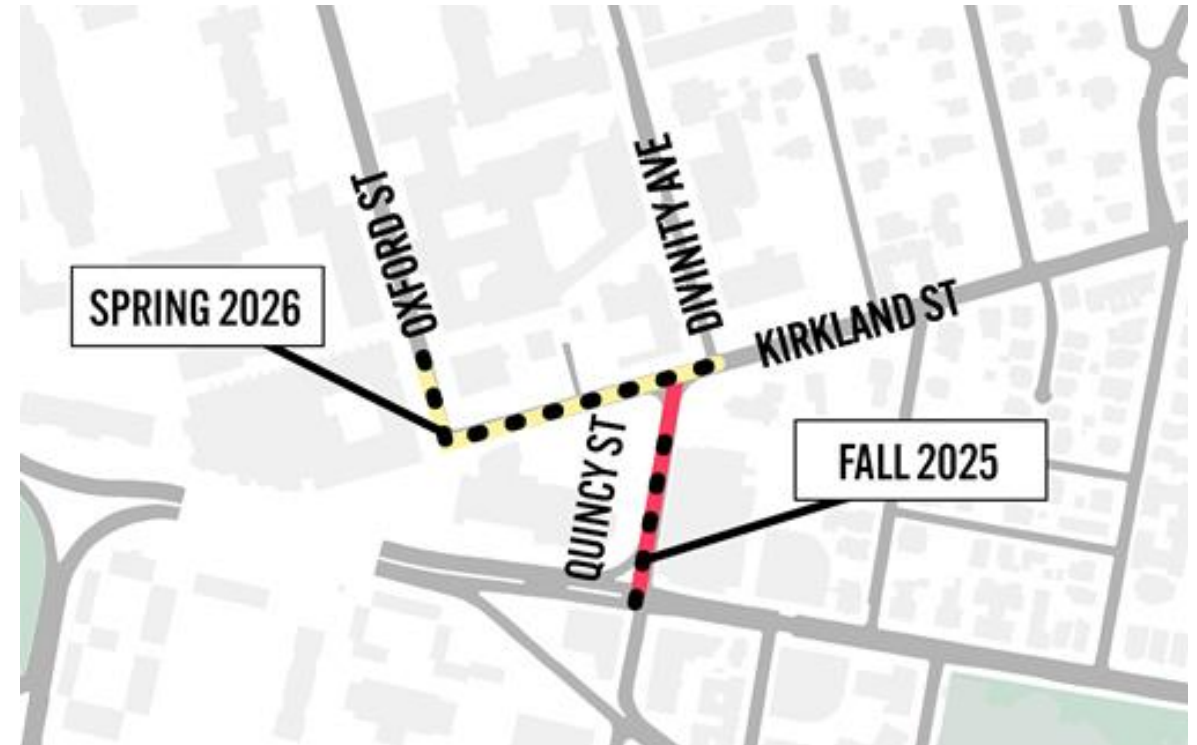 OXFORD ST
DIVINITY AVE
SPRING 2026
KIRKLAND ST
QUINCY ST
FALL 2025